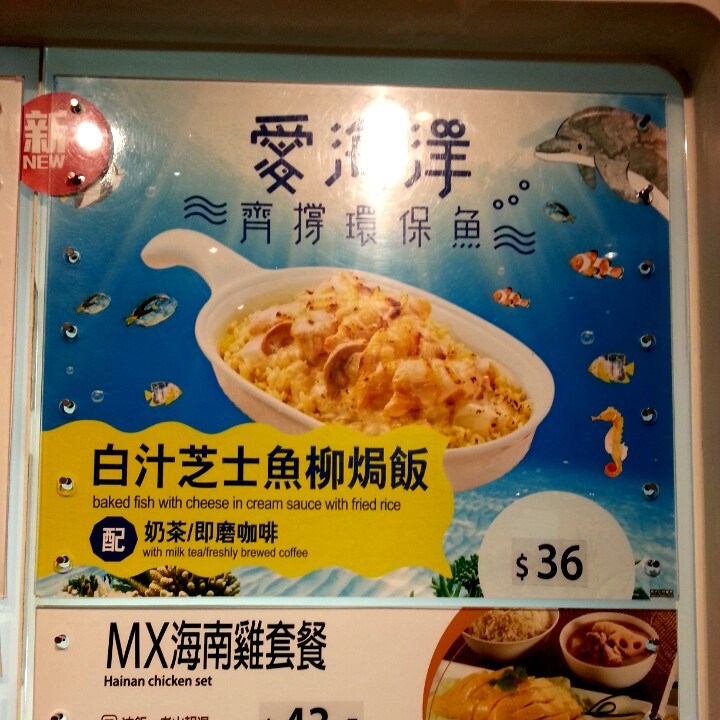 新
NEW
愛海洋
齊撐環保魚
白汁芝士魚柳焗飯
baked fish with cheese in cream sauce with fried rice
配 奶茶/即磨咖啡
with milk tea/freshly brewed coffee
$36
MX海南雞套餐
Hainan chicken set